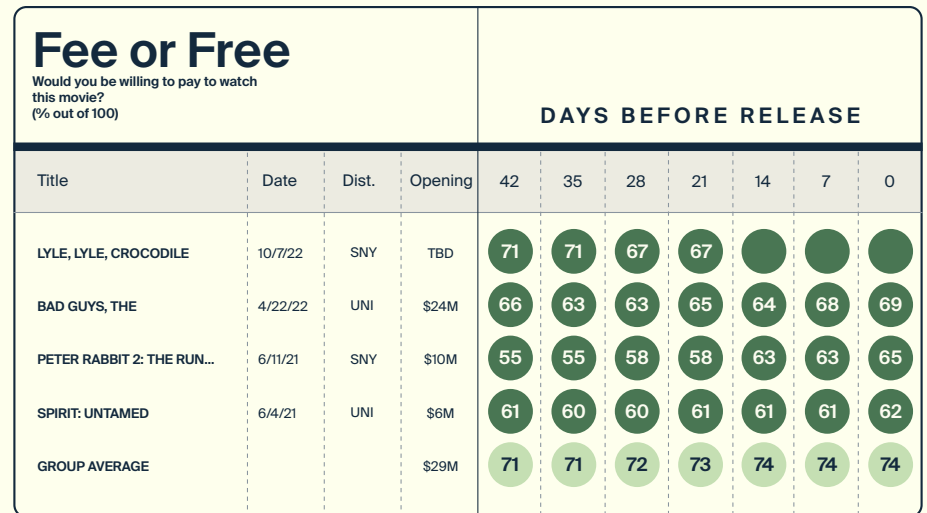 Fee or Free
Would you be willing to pay to watch
this movie?
(% out of 100)
DAYS BEFORE RELEASE
Title Date Dist. Opening 42 35 28 21 14 7 0
LYLE, LYLE, CROCODILE 10/7/22 SNY TBD 71 71 67 67
BAD GUYS, THE 4/22/22 UNI $24M 66 63 63 65 64 68 69
PETER RABBIT 2: THE RUN... 6/11/21 SNY $10M 55 55 58 58 63 63 65
SPIRIT: UNTAMED 6/4/21 UNI $6M 61 60 60 61 61 61 62
GROUP AVERAGE $29M 71 71 72 73 74 74 74